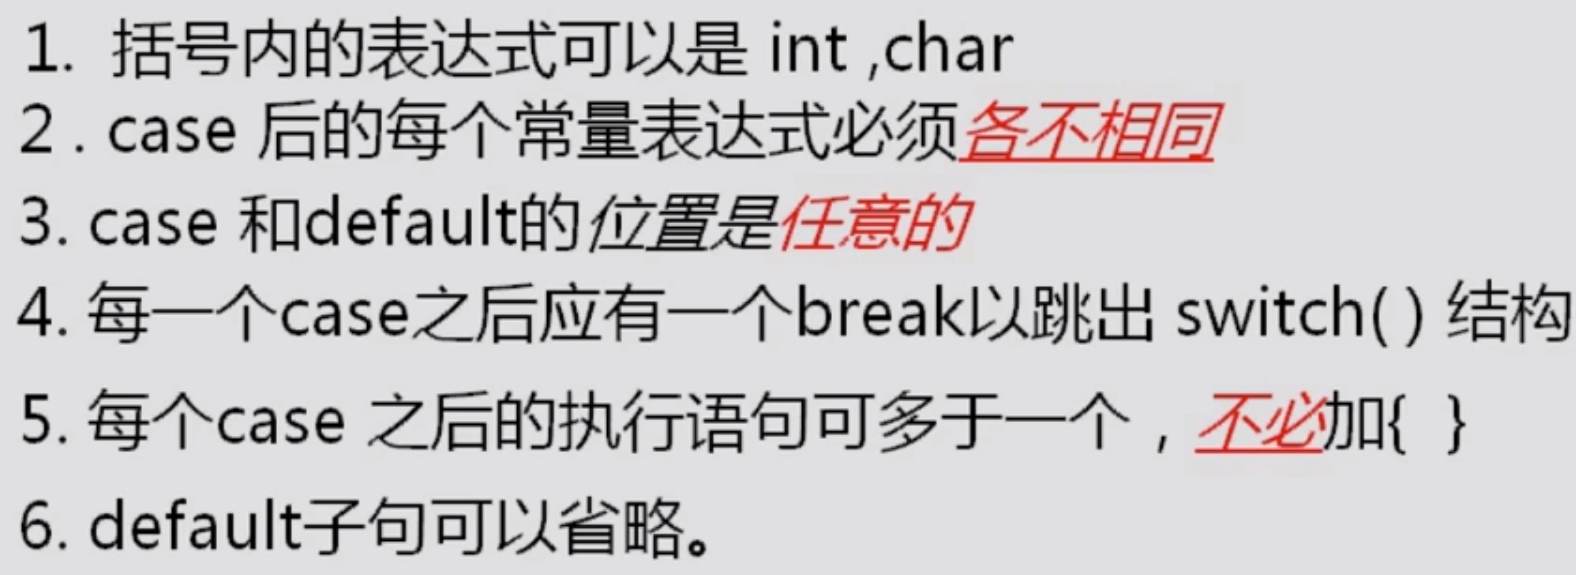 1. 括号内的表达式可以是 int ,char
2 . case 后的每个常量表达式必须各不相同
3. case 和default的位置是任意的
4. 每一个case之后应有一个break以跳出 switch( ) 结构
5. 每个case 之后的执行语句可多于一个，不必加{ }
6. default子句可以省略。